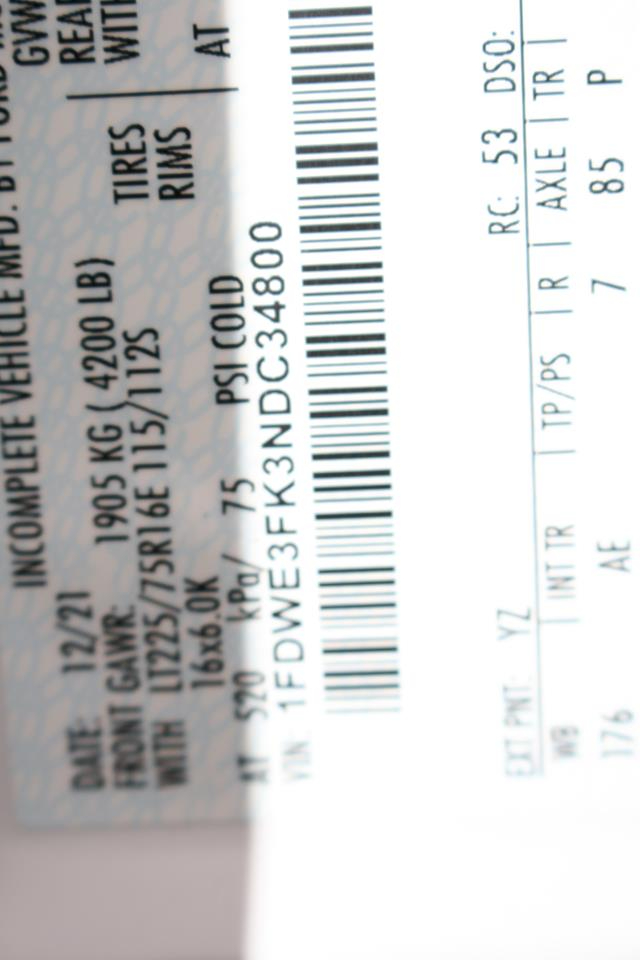 INCOMPLETE VEHICLE MFD. BY FORD
DATE: 12/21 GVW
FRONT GAWR: 1905 KG ( 4200 LB) REAR
WITH LT225/75R16E 115/112S TIRES WITH
16x6.0K RIMS
AT 520 kPa/ 75 PSI COLD AT
VIN: 1FDWE3FK3NDC34800
EXT PNT: YZ RC: 53 DSO:
WB INT TR TP/PS R AXLE TR
176 AE 7 85 P